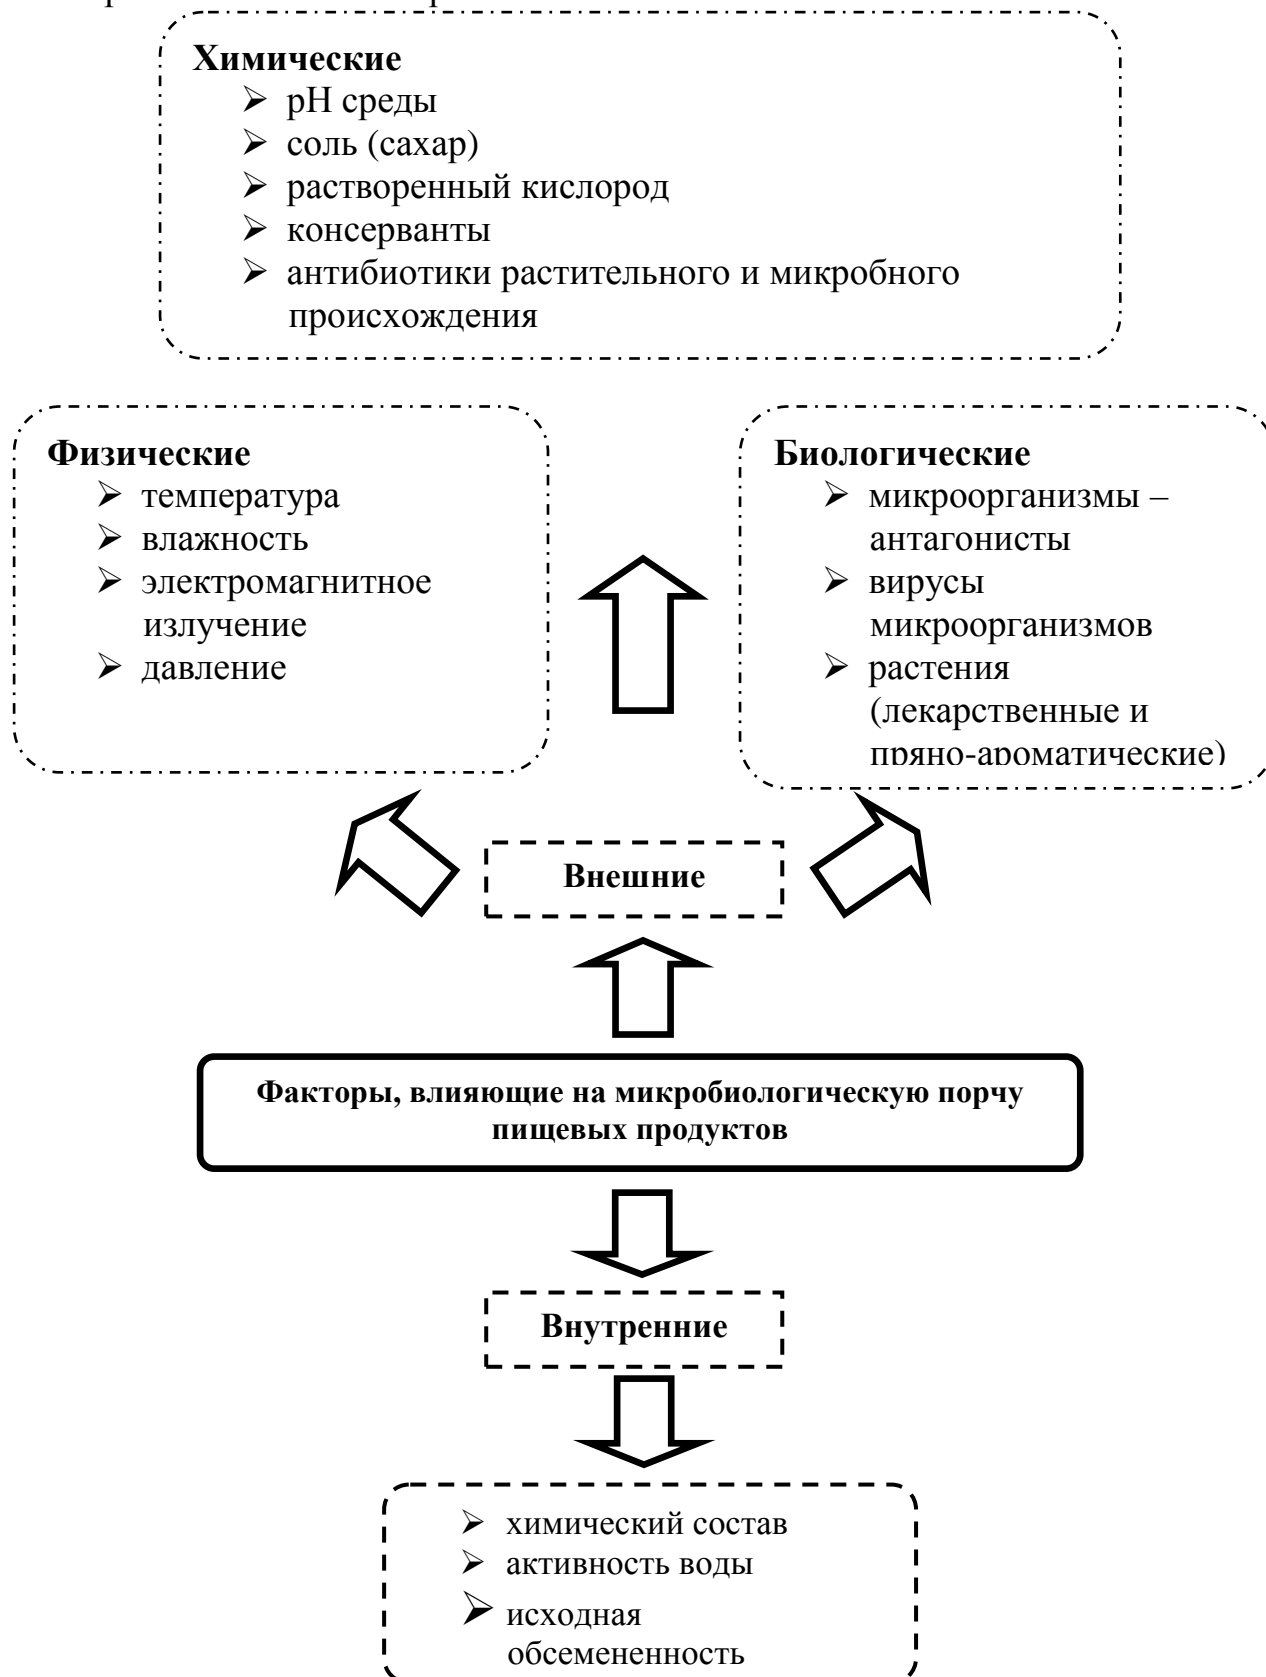 Химические
➢ рН среды
➢ соль (сахар)
➢ растворенный кислород
➢ консерванты
➢ антибиотики растительного и микробного
происхождения
Физические
➢ температура
➢ влажность
➢ электромагнитное
излучение
➢ давление
Биологические
➢ микроорганизмы –
антагонисты
➢ вирусы
микроорганизмов
➢ растения
(лекарственные и
пряно-ароматические)
Внешние
Факторы, влияющие на микробиологическую порчу
пищевых продуктов
Внутренние
➢ химический состав
➢ активность воды
➢ исходная
обсемененность